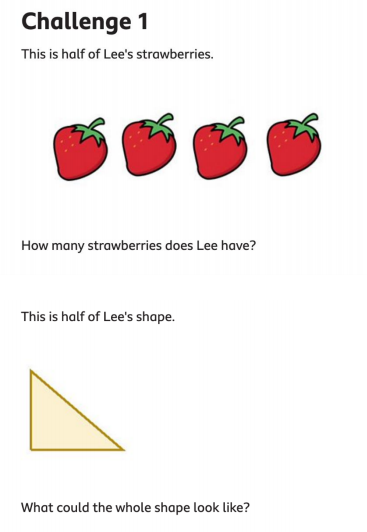 Challenge 1
This is half of Lee's strawberries.
How many strawberries does Lee have?
This is half of Lee's shape.
What could the whole shape look like?